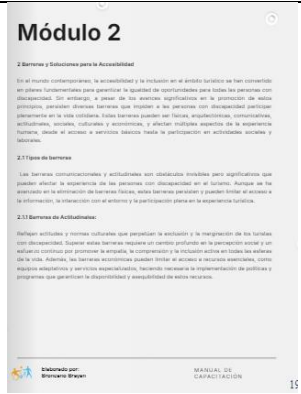 Módulo 2
2 Barreras y Soluciones para la Accesibilidad
En el mundo contemporáneo, la accesibilidad y la inclusión en el ámbito turístico se han convertido
en pilares fundamentales para garantizar la igualdad de oportunidades para todas las personas con
discapacidad. Sin embargo, a pesar de los avances significativos en la promoción de estos
principios, persisten diversas barreras que impiden a las personas con discapacidad participar
plenamente en la vida cotidiana. Estas barreras pueden ser físicas, arquitectónicas, comunicativas,
actitudinales, sociales, culturales y económicas, y afectan múltiples aspectos de la experiencia
humana, desde el acceso a servicios básicos hasta la participación en actividades sociales y
laborales.
2.1 Tipos de barreras
Las barreras comunicacionales y actitudinales son obstáculos invisibles pero significativos que
pueden afectar la experiencia de las personas con discapacidad en el turismo. Aunque se ha
avanzado en la eliminación de barreras físicas, estas barreras persisten y pueden limitar el acceso a
la información, la interacción con el entorno y la participación plena en la experiencia turística.
2.1.1 Barreras de Actitudinales:
Reflejan actitudes y normas culturales que perpetúan la exclusión y la marginación de los turistas
con discapacidad. Superar estas barreras requiere un cambio profundo en la percepción social y un
esfuerzo continuo por promover la empatía, la comprensión y la inclusión activa en todas las esferas
de la vida. Además, las barreras económicas pueden limitar el acceso a recursos esenciales, como
equipos adaptativos y servicios especializados, haciendo necesaria la implementación de políticas y
programas que garanticen la disponibilidad y asequibilidad de estos recursos.
Elaborado por:
Broncano Brayan
MANUAL DE
CAPACITACIÓN
19